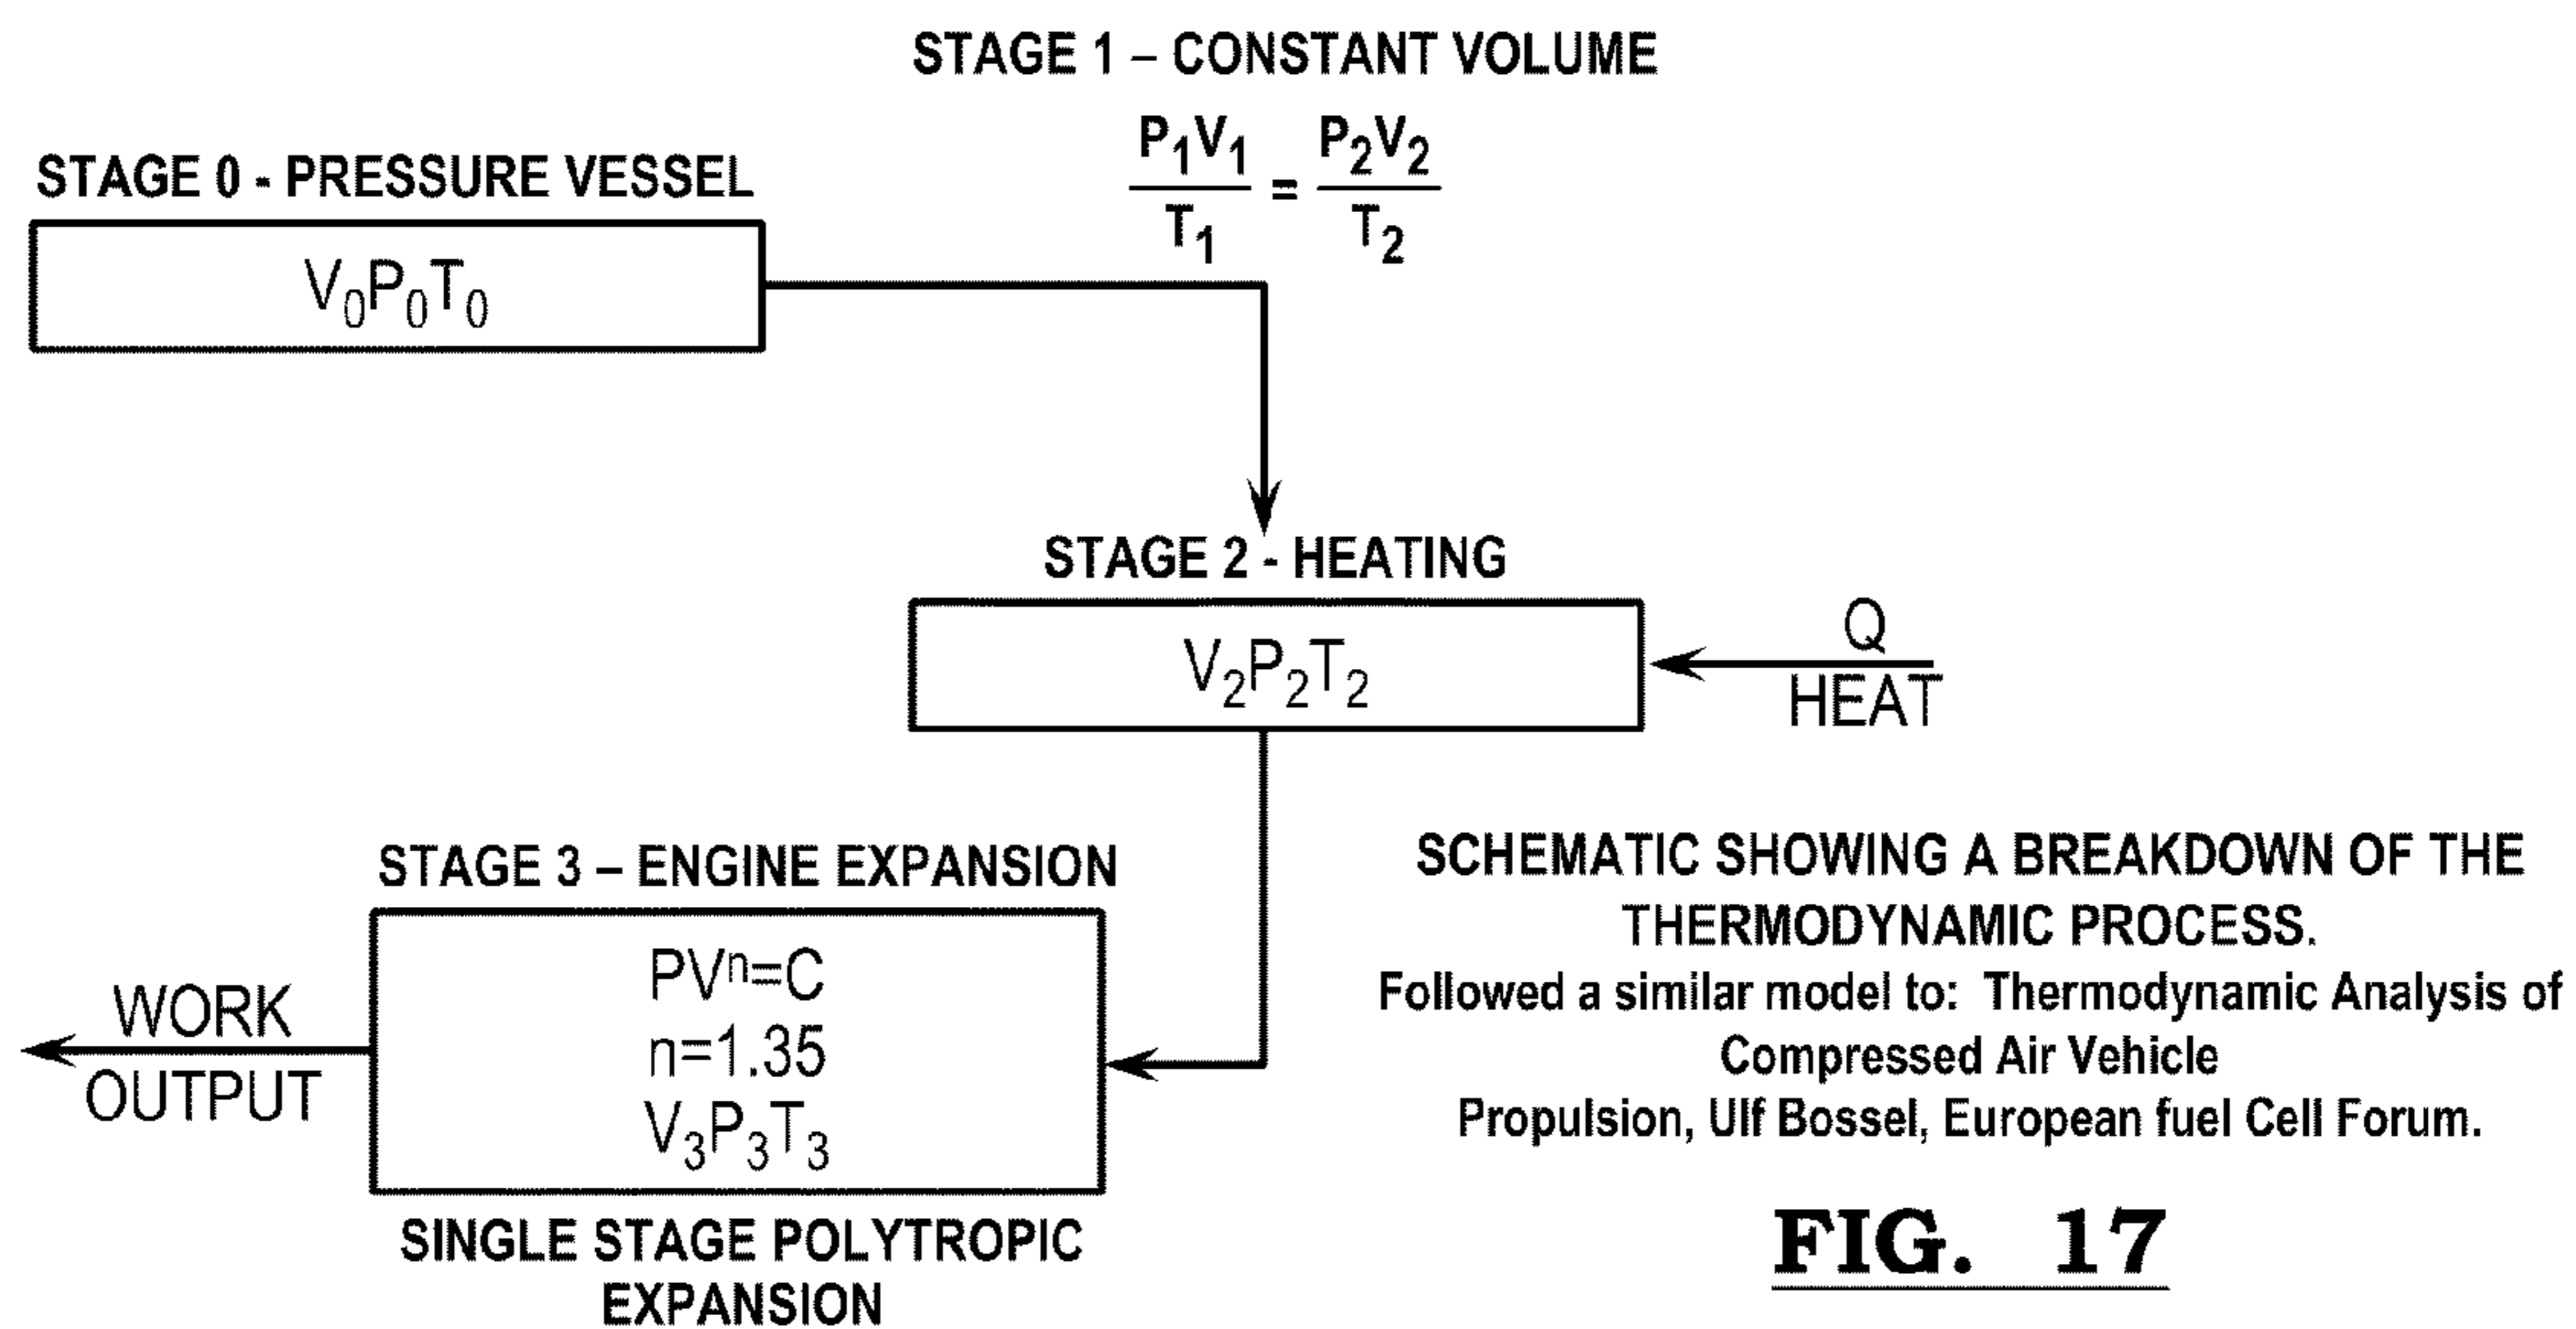 STAGE 1 – CONSTANT VOLUME
P₁V₁ / T₁ = P₂V₂ / T₂
STAGE 0 - PRESSURE VESSEL
V₀P₀T₀
STAGE 2 - HEATING
V₂P₂T₂
Q
HEAT
STAGE 3 – ENGINE EXPANSION
PVⁿ=C
n=1.35
V₃P₃T₃
WORK
OUTPUT
SINGLE STAGE POLYTROPIC
EXPANSION
SCHEMATIC SHOWING A BREAKDOWN OF THE
THERMODYNAMIC PROCESS.
Followed a similar model to: Thermodynamic Analysis of
Compressed Air Vehicle
Propulsion, Ulf Bossel, European fuel Cell Forum.
FIG. 17